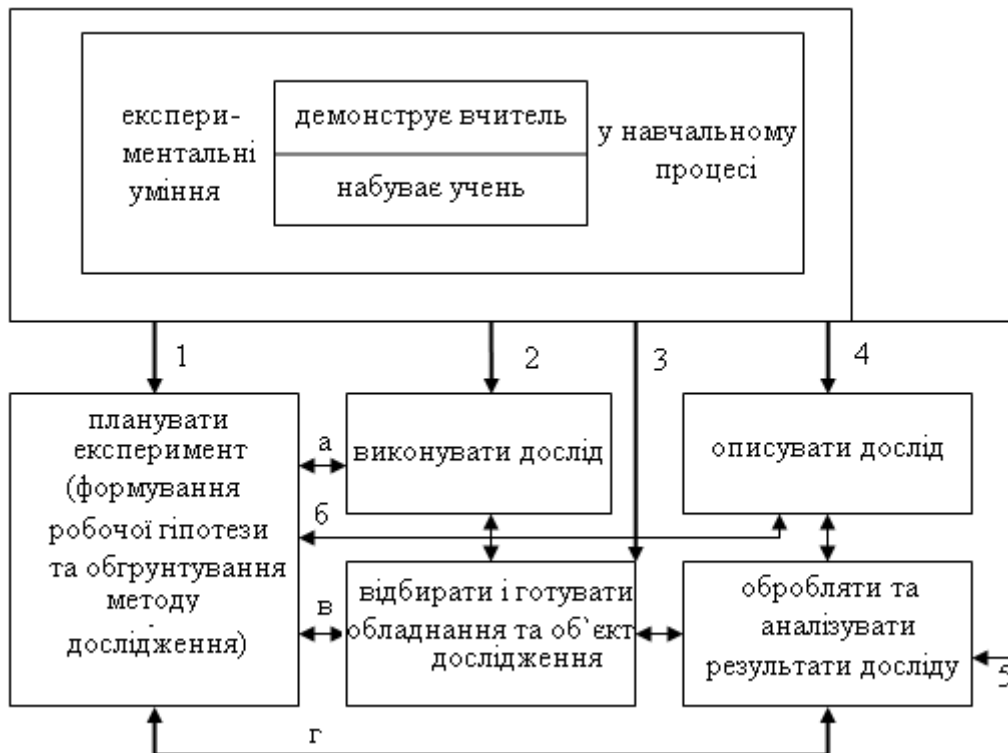 експери-
ментальні
уміння
демонструє вчитель
набуває учень
у навчальному
процесі
1
2
3
4
планувати
експеримент
(формування
робочої гіпотези
та обгрунтування
методу
дослідження)
а
виконувати дослід
описувати дослід
б
в
відбирати і готувати
обладнання та об`єкт
дослідження
обробляти та
аналізувати
результати досліду
5
г